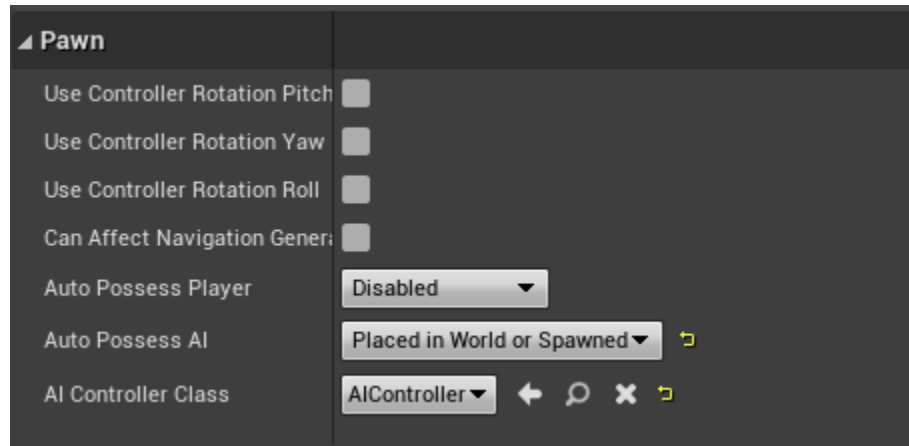 Pawn
Use Controller Rotation Pitch
Use Controller Rotation Yaw
Use Controller Rotation Roll
Can Affect Navigation Genera
Auto Possess Player Disabled
Auto Possess AI Placed in World or Spawned
AI Controller Class AIController